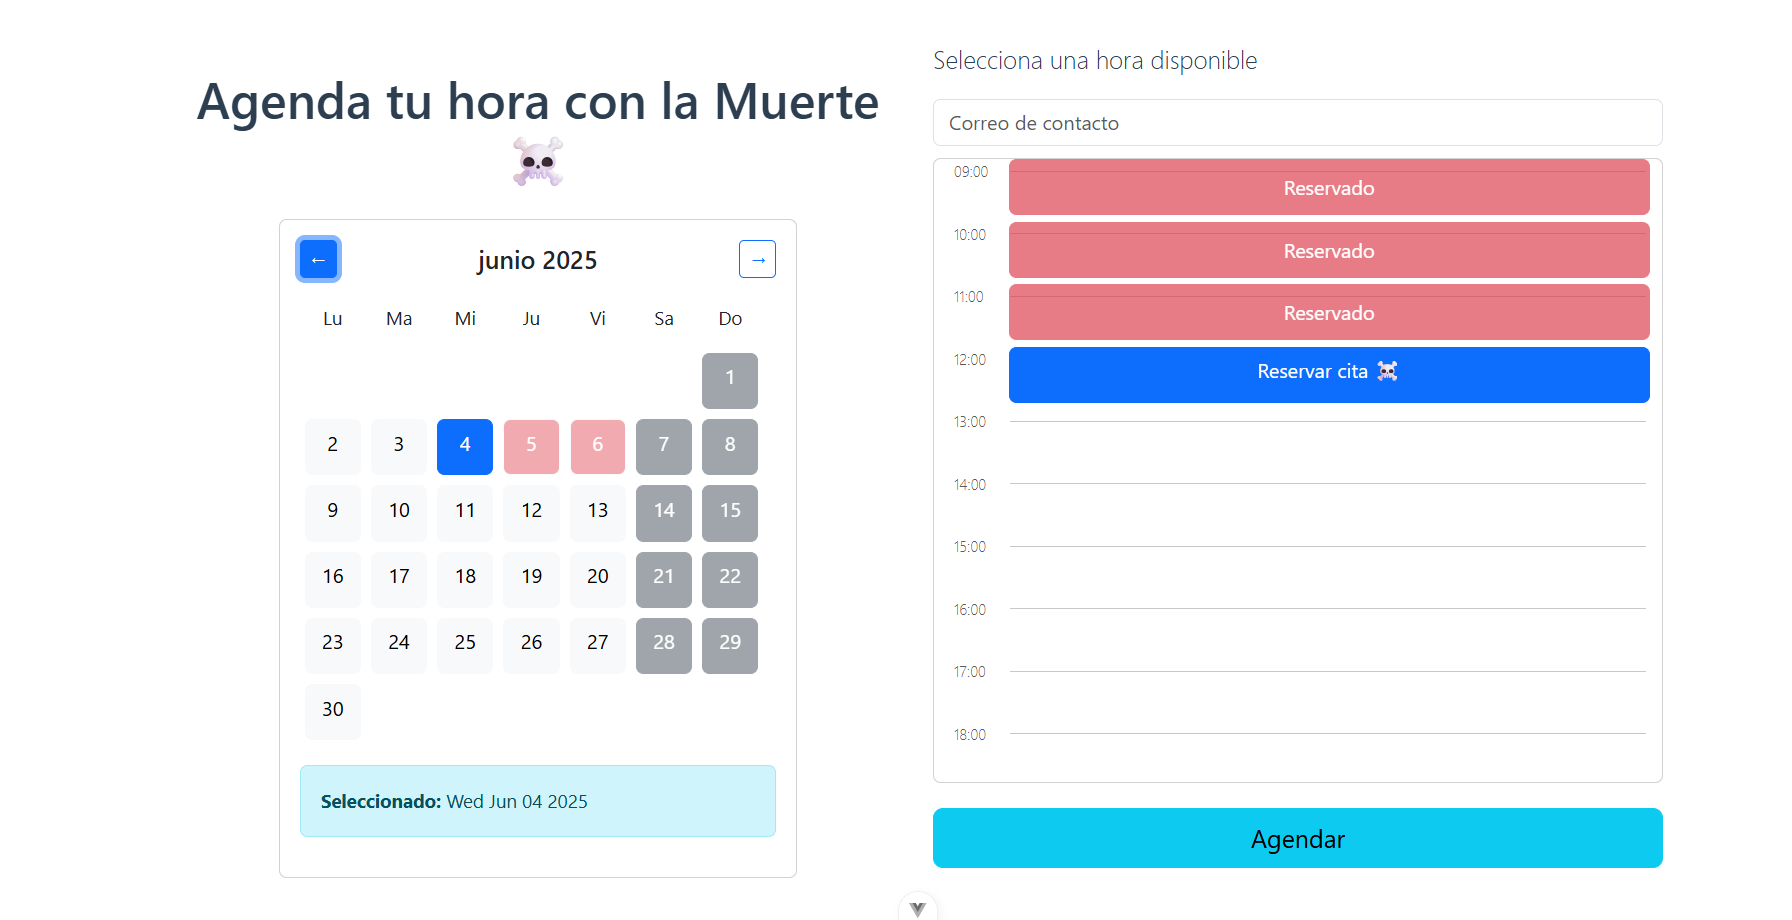 Agenda tu hora con la Muerte
☠️
← junio 2025 →
Lu Ma Mi Ju Vi Sa Do
1
2 3 4 5 6 7 8
9 10 11 12 13 14 15
16 17 18 19 20 21 22
23 24 25 26 27 28 29
30
Seleccionado: Wed Jun 04 2025
Selecciona una hora disponible
Correo de contacto
09:00 Reservado
10:00 Reservado
11:00 Reservado
12:00 Reservar cita ☠️
13:00
14:00
15:00
16:00
17:00
18:00
Agendar